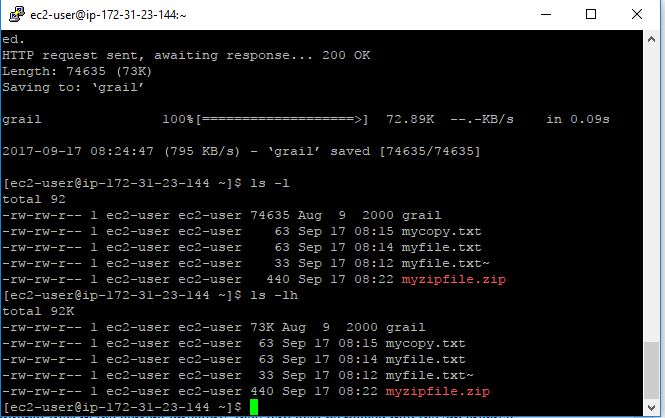 ec2-user@ip-172-31-23-144:~
ed.
HTTP request sent, awaiting response... 200 OK
Length: 74635 (73K)
Saving to: ‘grail’
grail               100%[===================>]  72.89K  --.-KB/s    in 0.09s
2017-09-17 08:24:47 (795 KB/s) - ‘grail’ saved [74635/74635]
[ec2-user@ip-172-31-23-144 ~]$ ls -l
total 92
-rw-rw-r-- 1 ec2-user ec2-user 74635 Aug  9  2000 grail
-rw-rw-r-- 1 ec2-user ec2-user    63 Sep 17 08:15 mycopy.txt
-rw-rw-r-- 1 ec2-user ec2-user    63 Sep 17 08:14 myfile.txt
-rw-rw-r-- 1 ec2-user ec2-user    33 Sep 17 08:12 myfile.txt~
-rw-rw-r-- 1 ec2-user ec2-user   440 Sep 17 08:22 myzipfile.zip
[ec2-user@ip-172-31-23-144 ~]$ ls -lh
total 92K
-rw-rw-r-- 1 ec2-user ec2-user 73K Aug  9  2000 grail
-rw-rw-r-- 1 ec2-user ec2-user  63 Sep 17 08:15 mycopy.txt
-rw-rw-r-- 1 ec2-user ec2-user  63 Sep 17 08:14 myfile.txt
-rw-rw-r-- 1 ec2-user ec2-user  33 Sep 17 08:12 myfile.txt~
-rw-rw-r-- 1 ec2-user ec2-user 440 Sep 17 08:22 myzipfile.zip
[ec2-user@ip-172-31-23-144 ~]$